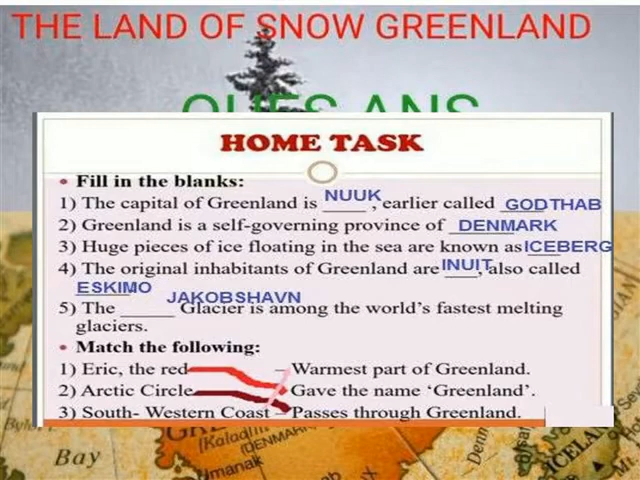 THE LAND OF SNOW GREENLAND
QUES ANS
HOME TASK
• Fill in the blanks:
1) The capital of Greenland is NUUK, earlier called GODTHAB
2) Greenland is a self-governing province of DENMARK
3) Huge pieces of ice floating in the sea are known as ICEBERG
4) The original inhabitants of Greenland are INUIT, also called
ESKIMO
5) The JAKOBSHAVN Glacier is among the world's fastest melting
glaciers.
• Match the following:
1) Eric, the red – Warmest part of Greenland.
2) Arctic Circle – Gave the name 'Greenland'.
3) South- Western Coast – Passes through Greenland.
Bay
(DENMARK)